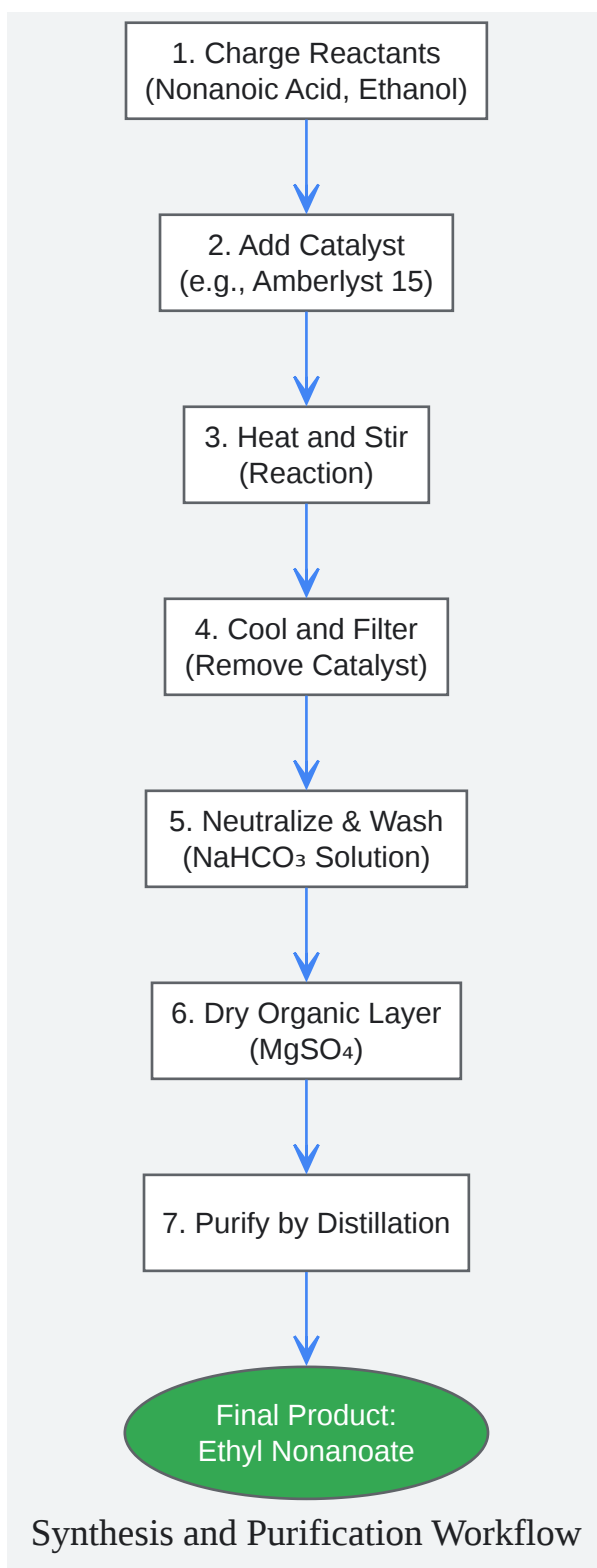 1. Charge Reactants
(Nonanoic Acid, Ethanol)
2. Add Catalyst
(e.g., Amberlyst 15)
3. Heat and Stir
(Reaction)
4. Cool and Filter
(Remove Catalyst)
5. Neutralize & Wash
(NaHCO₃ Solution)
6. Dry Organic Layer
(MgSO₄)
7. Purify by Distillation
Final Product:
Ethyl Nonanoate
Synthesis and Purification Workflow